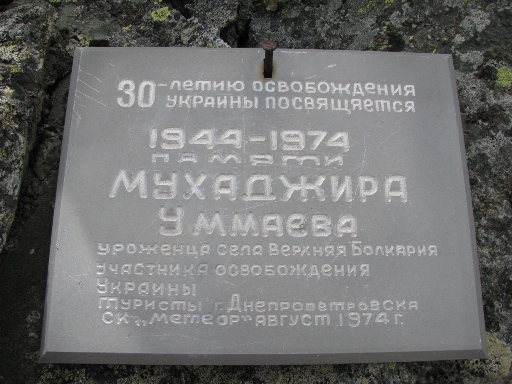 30-летию освобождения
Украины посвящается
1944-1974
памяти
Мухаджира
Уммаева
уроженца села Верхняя Болкария
участника освобождения
Украины
туристы г. Днепропетровска
СК „Метеор" август 1974 г.